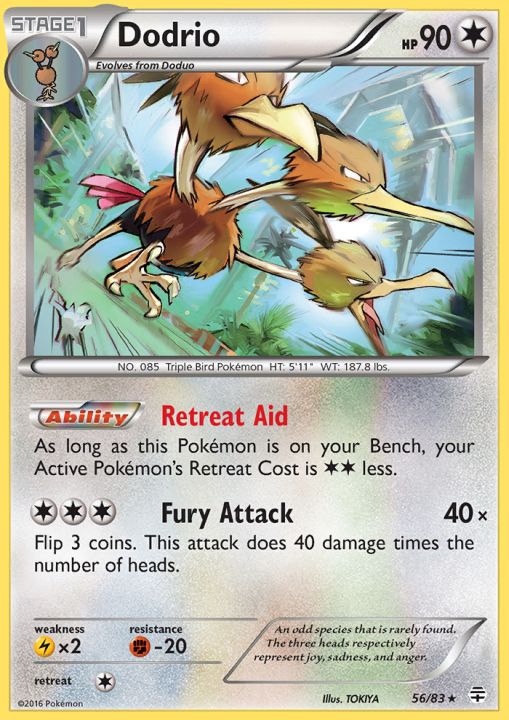 STAGE1
Dodrio
HP 90
Evolves from Doduo
NO. 085 Triple Bird Pokémon HT: 5'11" WT: 187.8 lbs.
Ability Retreat Aid
As long as this Pokémon is on your Bench, your
Active Pokémon's Retreat Cost is less.
Fury Attack 40×
Flip 3 coins. This attack does 40 damage times the
number of heads.
weakness resistance
×2 -20
An odd species that is rarely found.
The three heads respectively
represent joy, sadness, and anger.
retreat
Illus. TOKIYA 56/83 ★
©2016 Pokémon